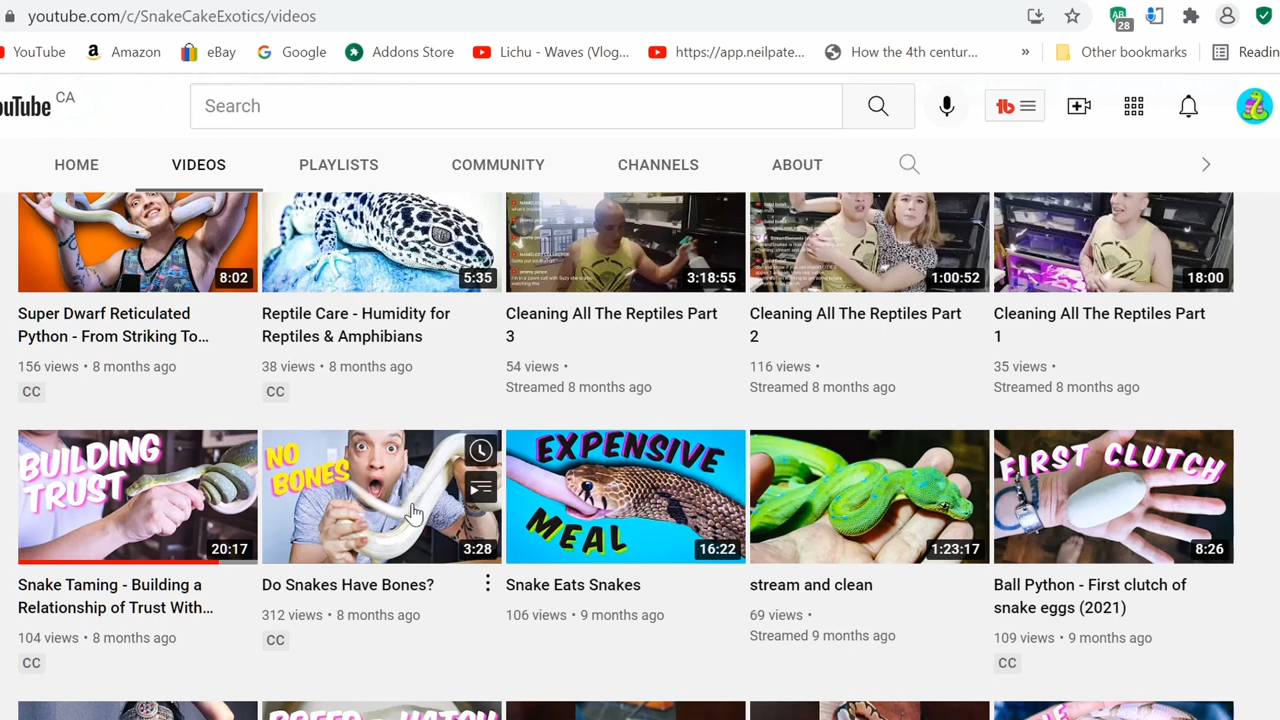 youtube.com/c/SnakeCakeExotics/videos
28
YouTube
Amazon
eBay
Google
Addons Store
Lichu - Waves (Vlog...
https://app.neilpate...
How the 4th centur...
»
Other bookmarks
Readin
ouTube CA
Search
HOME
VIDEOS
PLAYLISTS
COMMUNITY
CHANNELS
ABOUT
8:02
5:35
3:18:55
1:00:52
18:00
Super Dwarf Reticulated
Python - From Striking To...
156 views • 8 months ago
CC
Reptile Care - Humidity for
Reptiles & Amphibians
38 views • 8 months ago
CC
Cleaning All The Reptiles Part
3
54 views •
Streamed 8 months ago
Cleaning All The Reptiles Part
2
116 views •
Streamed 8 months ago
Cleaning All The Reptiles Part
1
35 views •
Streamed 8 months ago
BUILDING
TRUST
20:17
NO
BONES
3:28
EXPENSIVE
MEAL
16:22
1:23:17
FIRST CLUTCH
8:26
Snake Taming - Building a
Relationship of Trust With...
104 views • 8 months ago
CC
Do Snakes Have Bones?
312 views • 8 months ago
CC
Snake Eats Snakes
106 views • 9 months ago
stream and clean
69 views •
Streamed 9 months ago
Ball Python - First clutch of
snake eggs (2021)
109 views • 9 months ago
CC